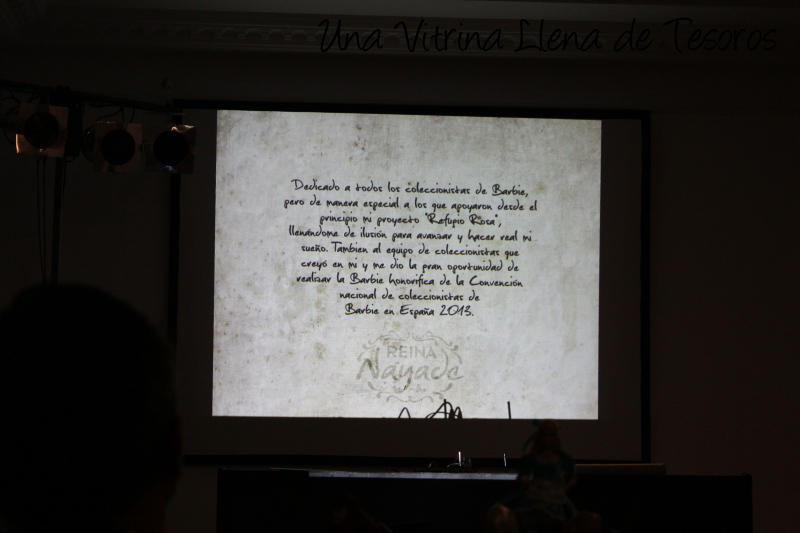 Una Vitrina Llena de Tesoros
Dedicado a todos los coleccionistas de Barbie,
pero de manera especial a los que apoyaron desde el
principio mi proyecto "Refugio Rosa",
llenándome de ilusión para avanzar y hacer real mi
sueño. Tambien al equipo de coleccionistas que
creyó en mi y me dio la gran oportunidad de
realizar la Barbie honorifica de la Convención
nacional de coleccionistas de
Barbie en España 2013.
REINA
Náyade